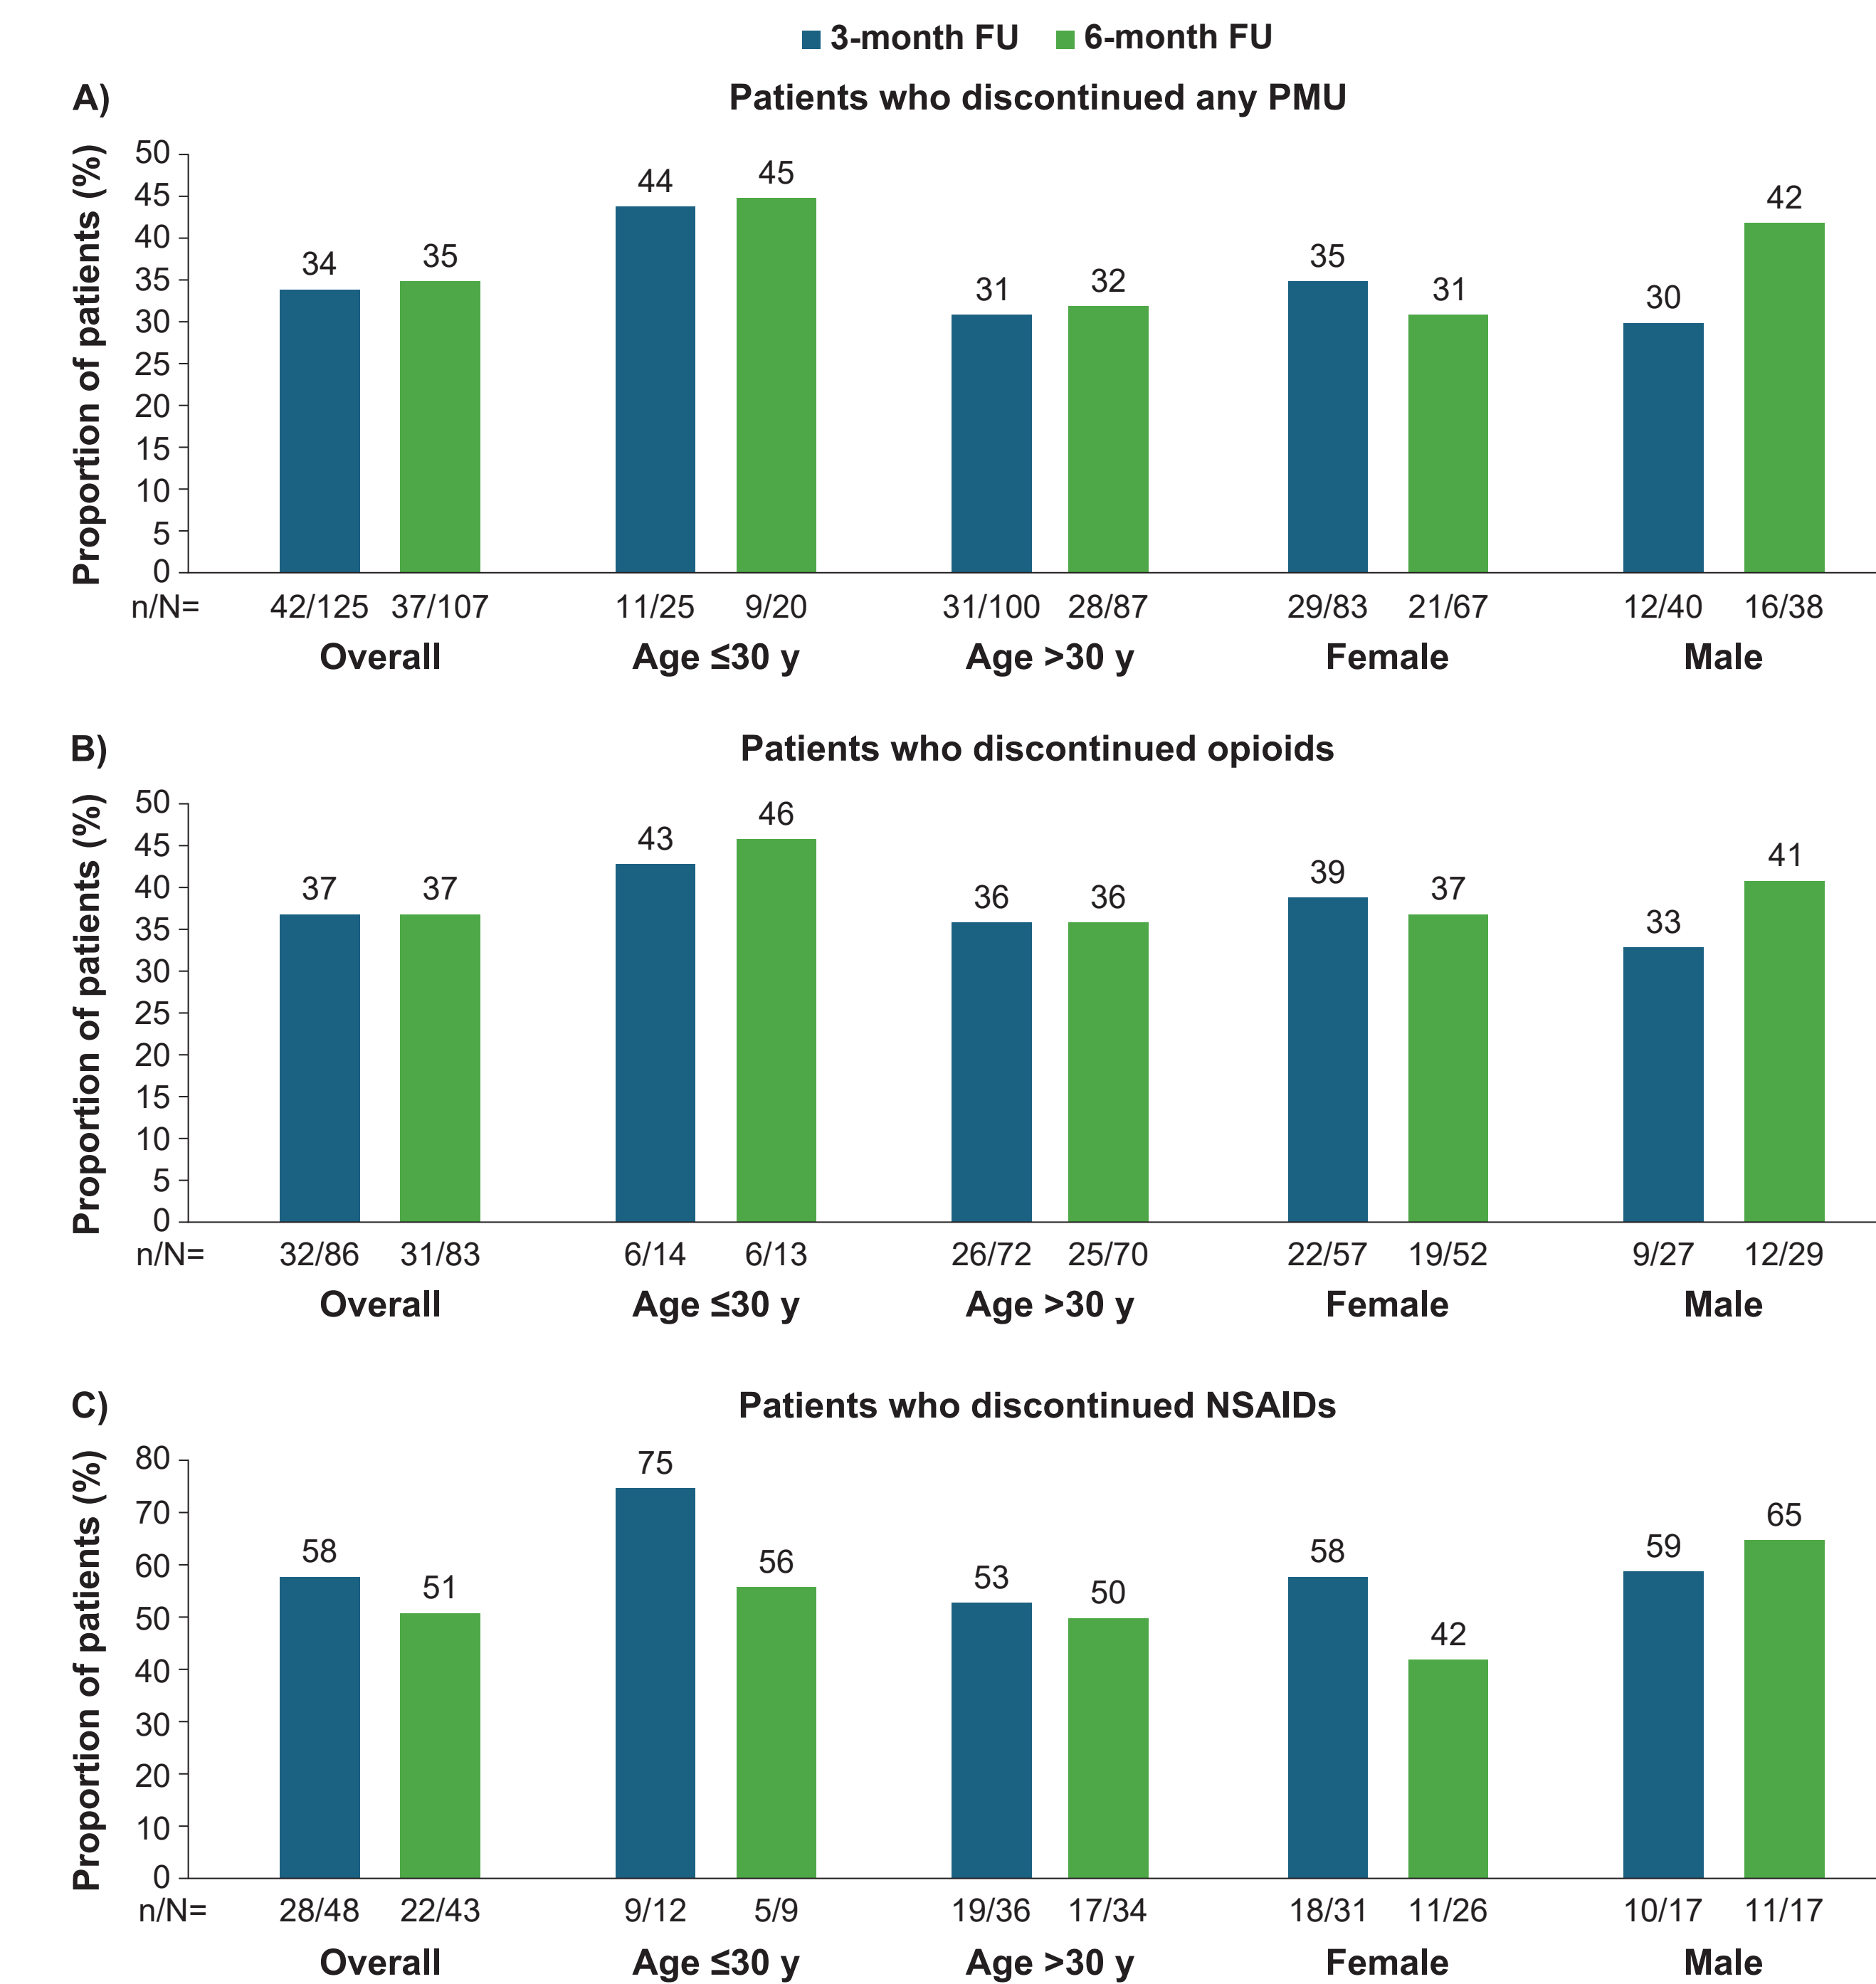 3-month FU 6-month FU
A) Patients who discontinued any PMU
Proportion of patients (%)
50
45
40
35
30
25
20
15
10
5
0
34 35 44 45 31 32 35 31 30 42
n/N= 42/125 37/107 11/25 9/20 31/100 28/87 29/83 21/67 12/40 16/38
Overall Age ≤30 y Age >30 y Female Male
B) Patients who discontinued opioids
Proportion of patients (%)
50
45
40
35
30
25
20
15
10
5
0
37 37 43 46 36 36 39 37 33 41
n/N= 32/86 31/83 6/14 6/13 26/72 25/70 22/57 19/52 9/27 12/29
Overall Age ≤30 y Age >30 y Female Male
C) Patients who discontinued NSAIDs
Proportion of patients (%)
80
70
60
50
40
30
20
10
0
58 51 75 56 53 50 58 42 59 65
n/N= 28/48 22/43 9/12 5/9 19/36 17/34 18/31 11/26 10/17 11/17
Overall Age ≤30 y Age >30 y Female Male